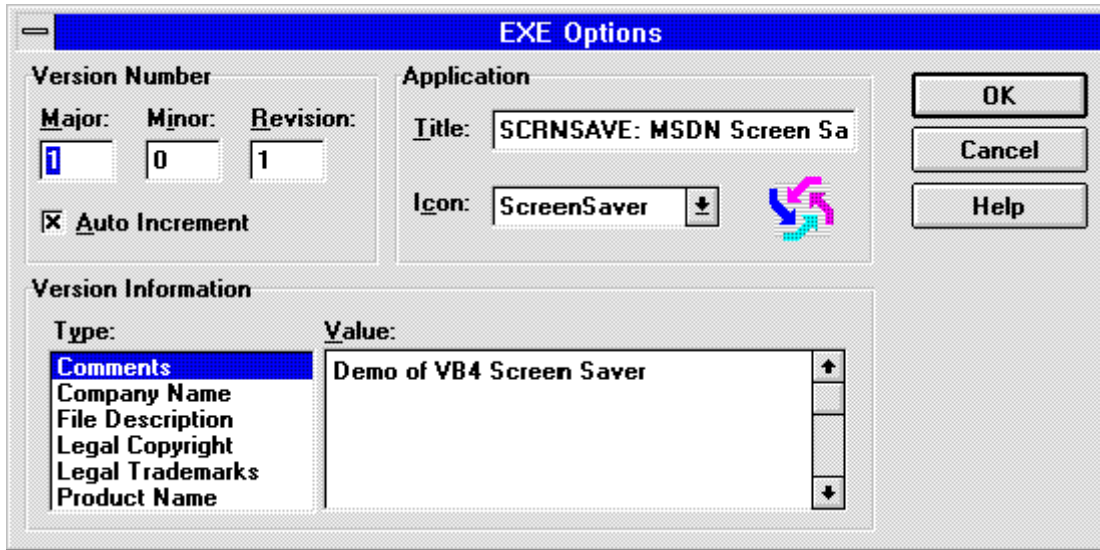 EXE Options
Version Number
Major: Minor: Revision:
1 0 1
Auto Increment
Application
Title: SCRNSAVE: MSDN Screen Sa
Icon: ScreenSaver
OK
Cancel
Help
Version Information
Type:
Comments
Company Name
File Description
Legal Copyright
Legal Trademarks
Product Name
Value:
Demo of VB4 Screen Saver